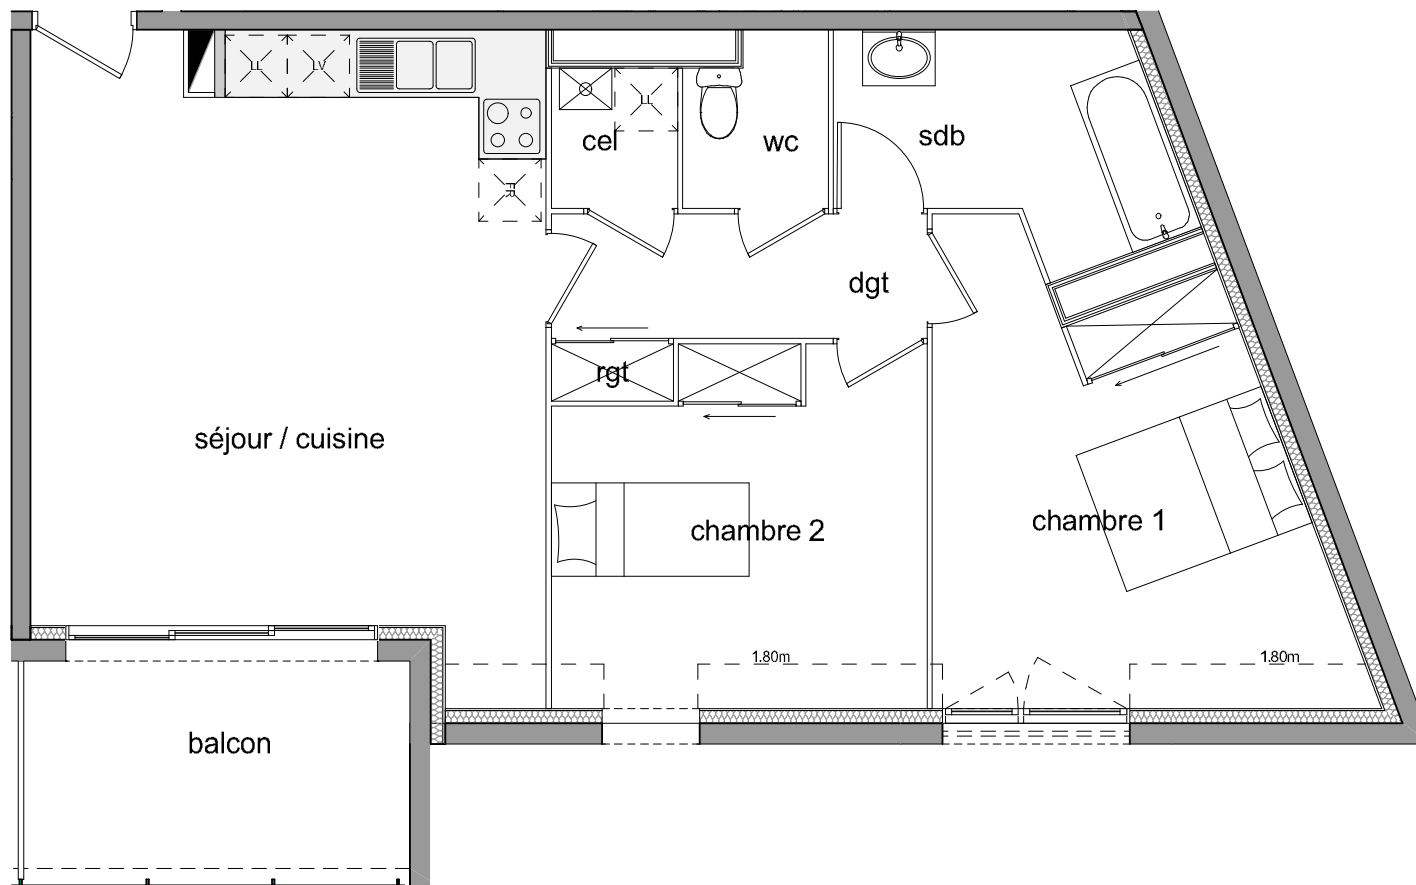 LL
LV
LL
cel
wc
sdb
FR
dgt
rgt
séjour / cuisine
chambre 2
chambre 1
1.80m
1.80m
balcon